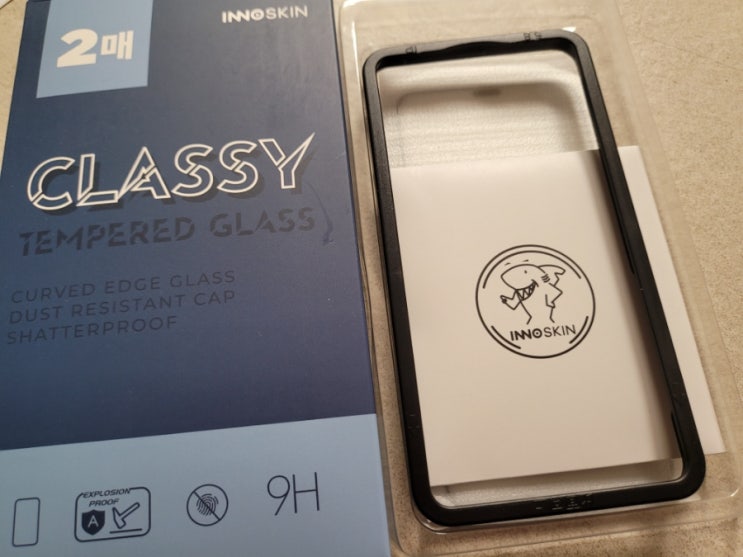 INNOSKIN
2매
CLASSY
TEMPERED GLASS
CURVED EDGE GLASS
DUST RESISTANT CAP
SHATTERPROOF
EXPLOSION
PROOF
A
9H
INNOSKIN